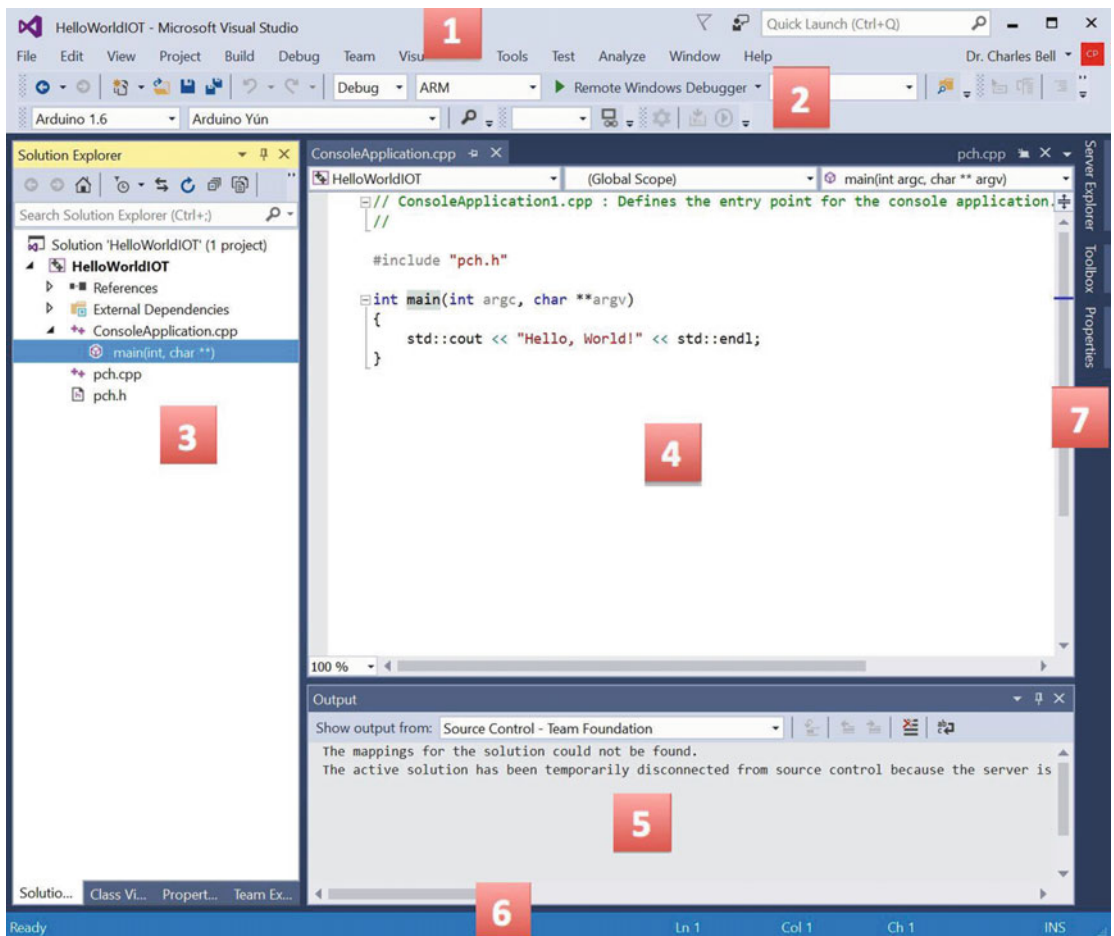 HelloWorldIOT - Microsoft Visual Studio
1
Quick Launch (Ctrl+Q)
File Edit View Project Build Debug Team Visu Tools Test Analyze Window Help
Dr. Charles Bell CP
Debug ARM Remote Windows Debugger
2
Arduino 1.6 Arduino Yún
Solution Explorer
Search Solution Explorer (Ctrl+;)
Solution 'HelloWorldIOT' (1 project)
HelloWorldIOT
References
External Dependencies
ConsoleApplication.cpp
main(int, char **)
pch.cpp
pch.h
3
Solutio... Class Vi... Propert... Team Ex...
ConsoleApplication.cpp
pch.cpp
HelloWorldIOT (Global Scope) main(int argc, char ** argv)
// ConsoleApplication1.cpp : Defines the entry point for the console application.
//
#include "pch.h"
int main(int argc, char **argv)
{
std::cout << "Hello, World!" << std::endl;
}
4
100 %
Output
Show output from: Source Control - Team Foundation
The mappings for the solution could not be found.
The active solution has been temporarily disconnected from source control because the server is
5
Server Explorer
Toolbox
Properties
7
6
Ready Ln 1 Col 1 Ch 1 INS